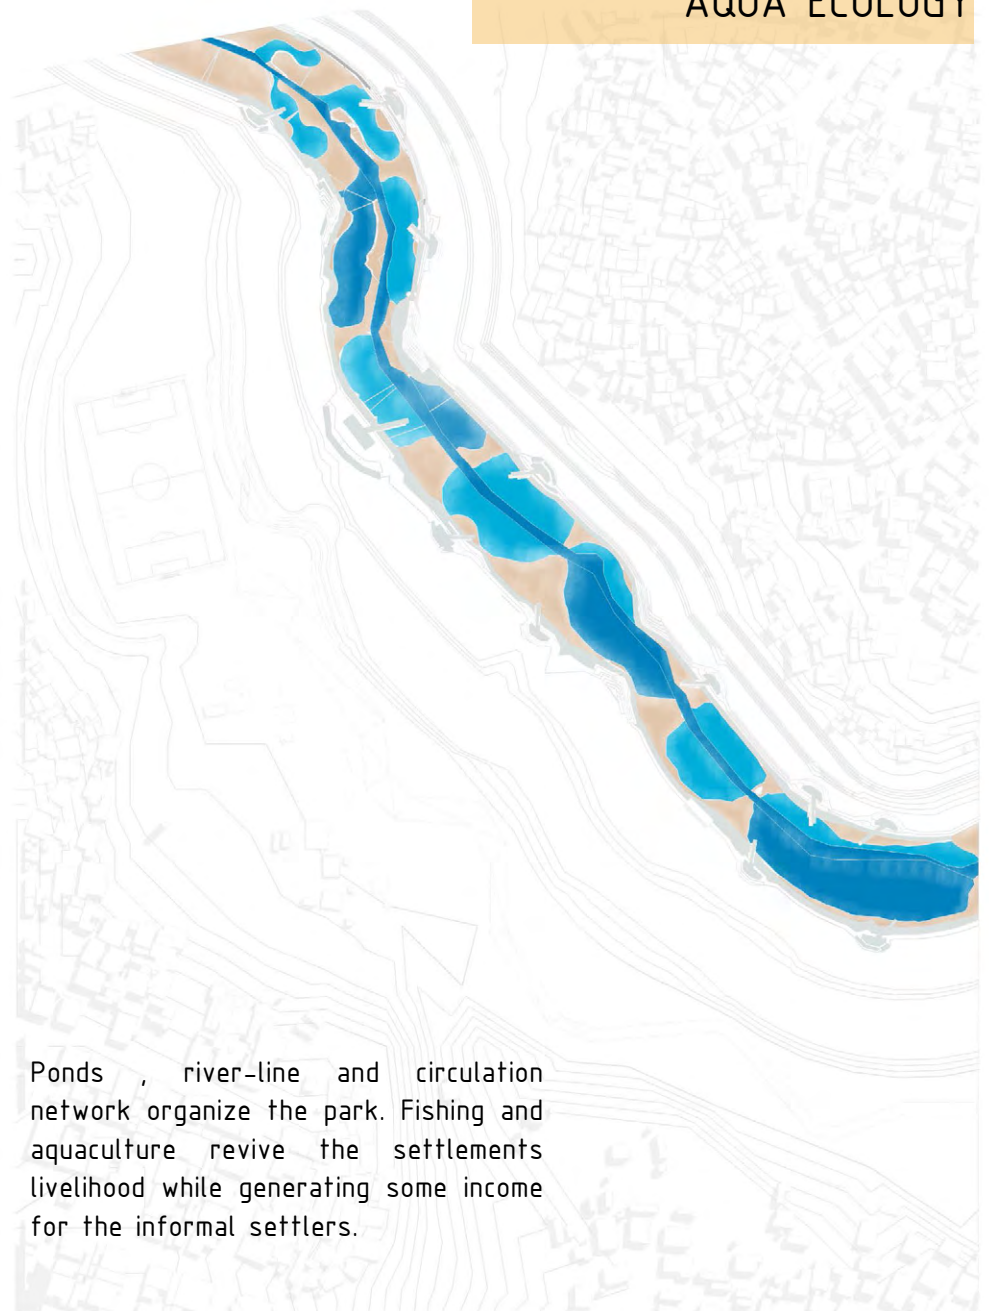 AQUA ECOLOGY
Ponds , river-line and circulation
network organize the park. Fishing and
aquaculture revive the settlements
livelihood while generating some income
for the informal settlers.